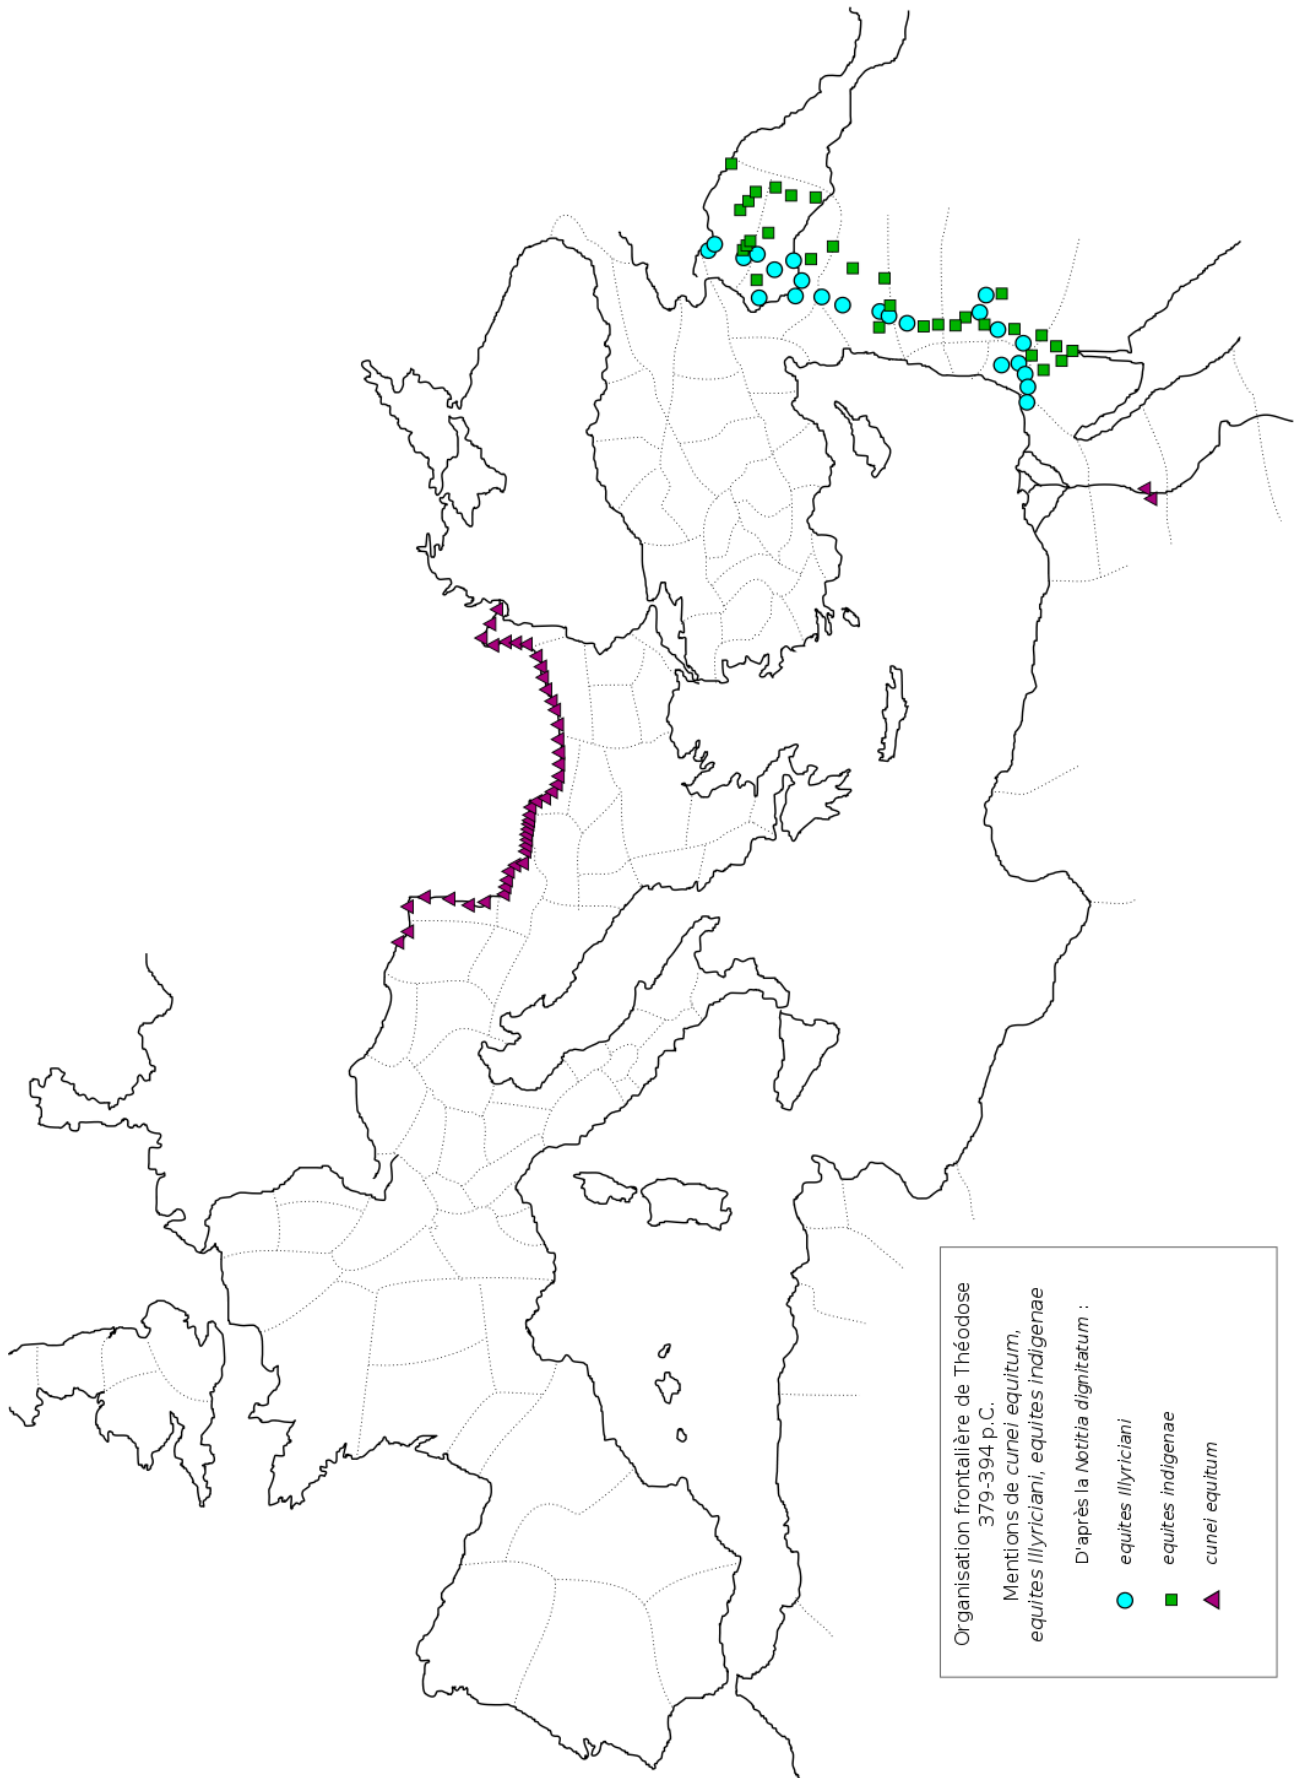 Organisation frontalière de Théodose
379-394 p.C.
Mentions de cunei equitum,
equites Illyriciani, equites indigenae
D'après la Notitia dignitatum :
equites Illyriciani
equites indigenae
cunei equitum